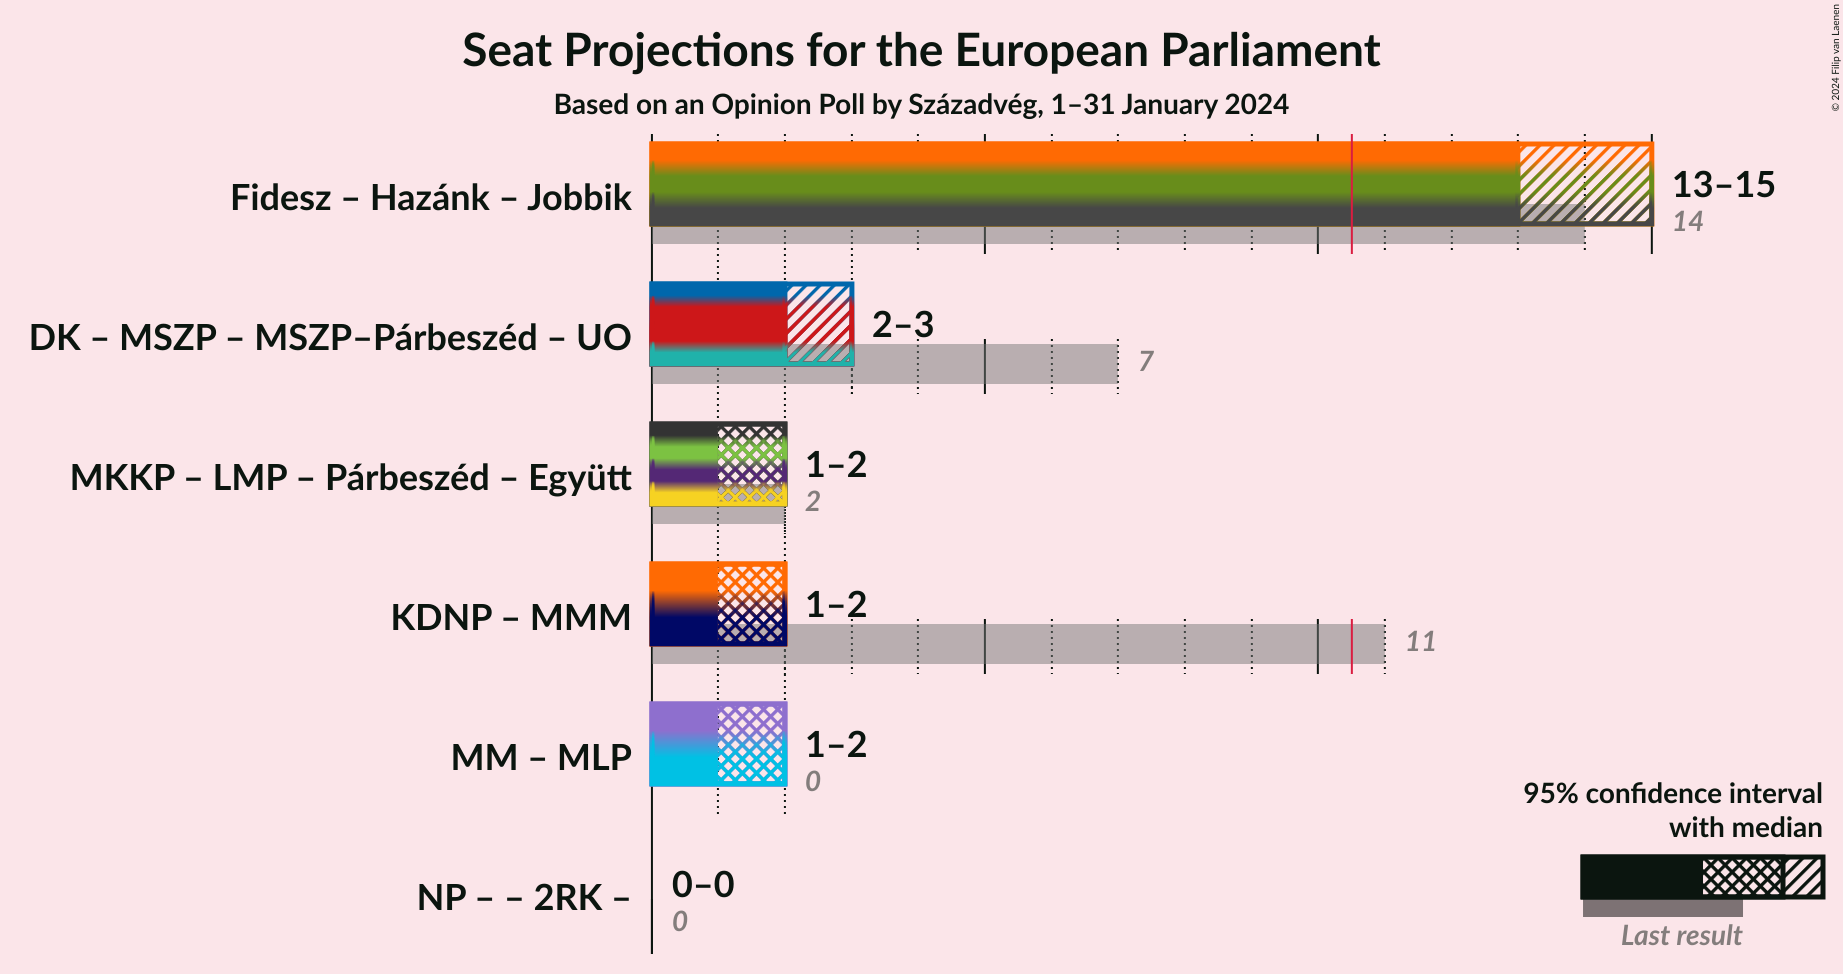 Seat Projections for the European Parliament
Based on an Opinion Poll by Századvég, 1–31 January 2024
© 2024 Filip van Laenen
Fidesz – Hazánk – Jobbik
13–15
14
DK – MSZP – MSZP–Párbeszéd – UO
2–3
7
MKKP – LMP – Párbeszéd – Együtt
1–2
2
KDNP – MMM
1–2
11
MM – MLP
1–2
0
NP – – 2RK –
0–0
0
95% confidence interval
with median
Last result